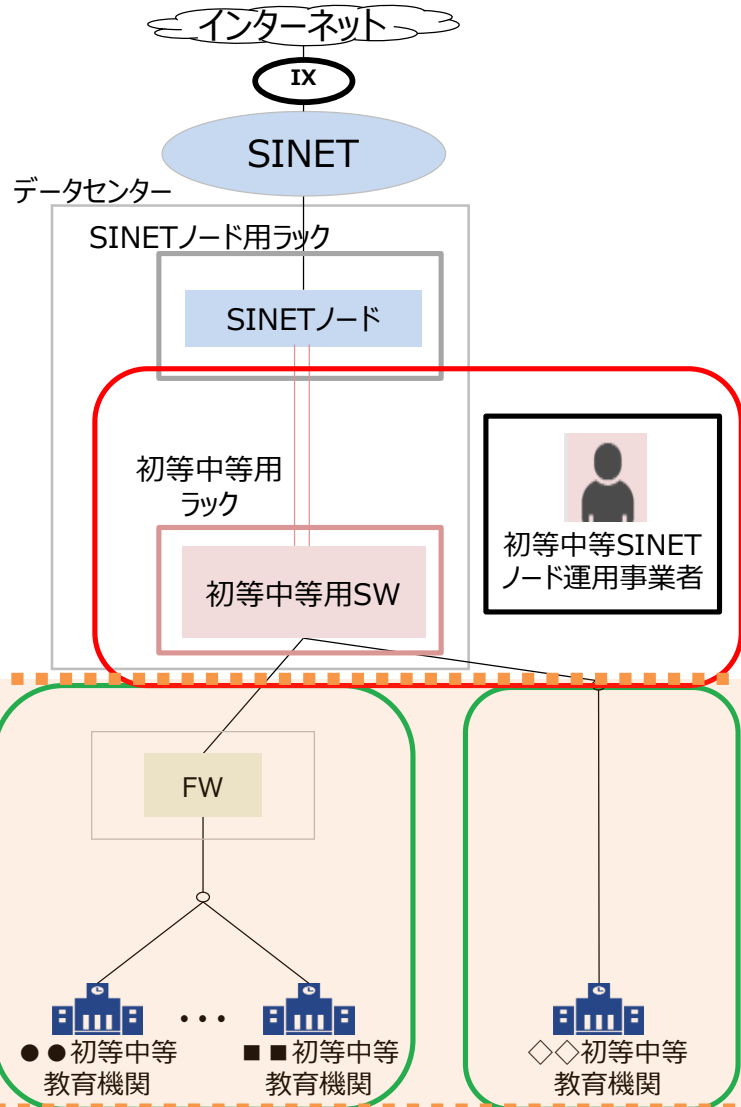 インターネット
IX
SINET
データセンター
SINETノード用ラック
SINETノード
初等中等用
ラック
初等中等用SW
初等中等SINET
ノード運用事業者
FW
・・・
●●初等中等
教育機関
■■初等中等
教育機関
◇◇初等中等
教育機関